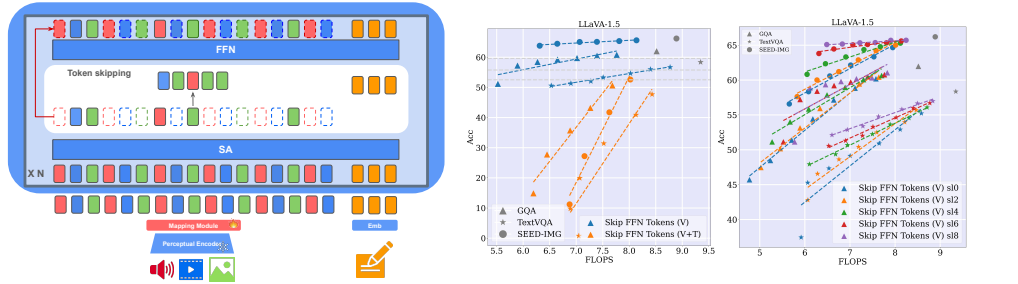 FFN
Token skipping
SA
X N
Mapping Module
Emb
Perceptual Encoder
LLaVA-1.5
Acc
60
50
40
30
20
10
0
5.5 6.0 6.5 7.0 7.5 8.0 8.5 9.0
FLOPS
GQA
TextVQA
SEED-IMG
Skip FFN Tokens (V)
Skip FFN Tokens (V+T)
LLaVA-1.5
GQA
TextVQA
SEED-IMG
Acc
65
60
55
50
45
40
5 6 7 8 9
FLOPS
Skip FFN Tokens (V) sl0
Skip FFN Tokens (V) sl2
Skip FFN Tokens (V) sl4
Skip FFN Tokens (V) sl6
Skip FFN Tokens (V) sl8